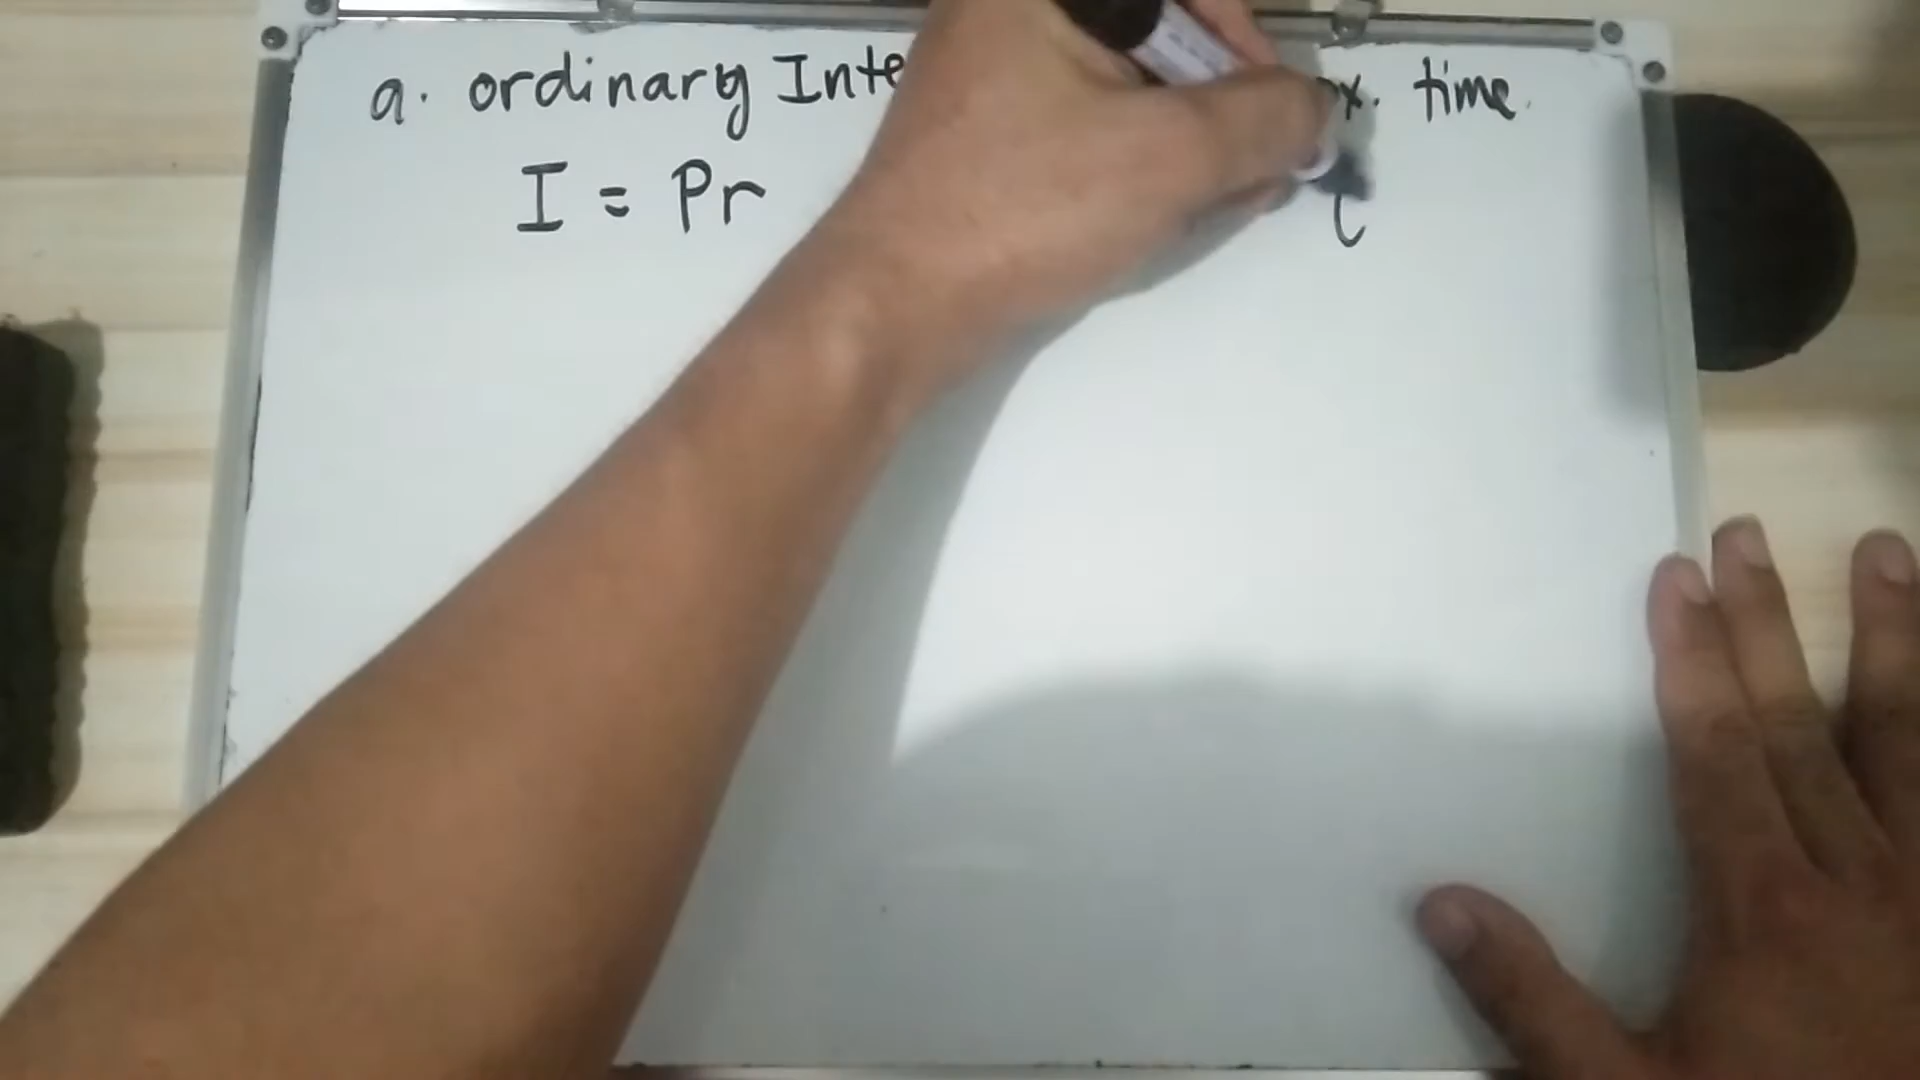 a. ordinary Inte x. time.
I = Pr t